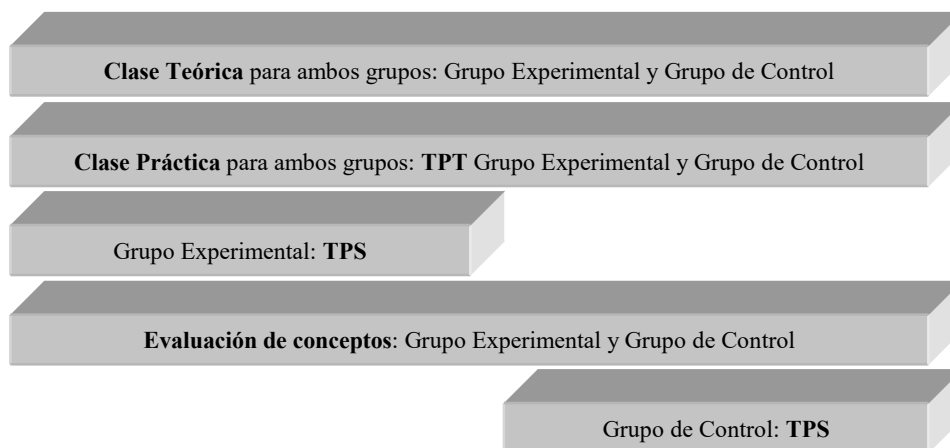 Clase Teórica para ambos grupos: Grupo Experimental y Grupo de Control
Clase Práctica para ambos grupos: TPT Grupo Experimental y Grupo de Control
Grupo Experimental: TPS
Evaluación de conceptos: Grupo Experimental y Grupo de Control
Grupo de Control: TPS